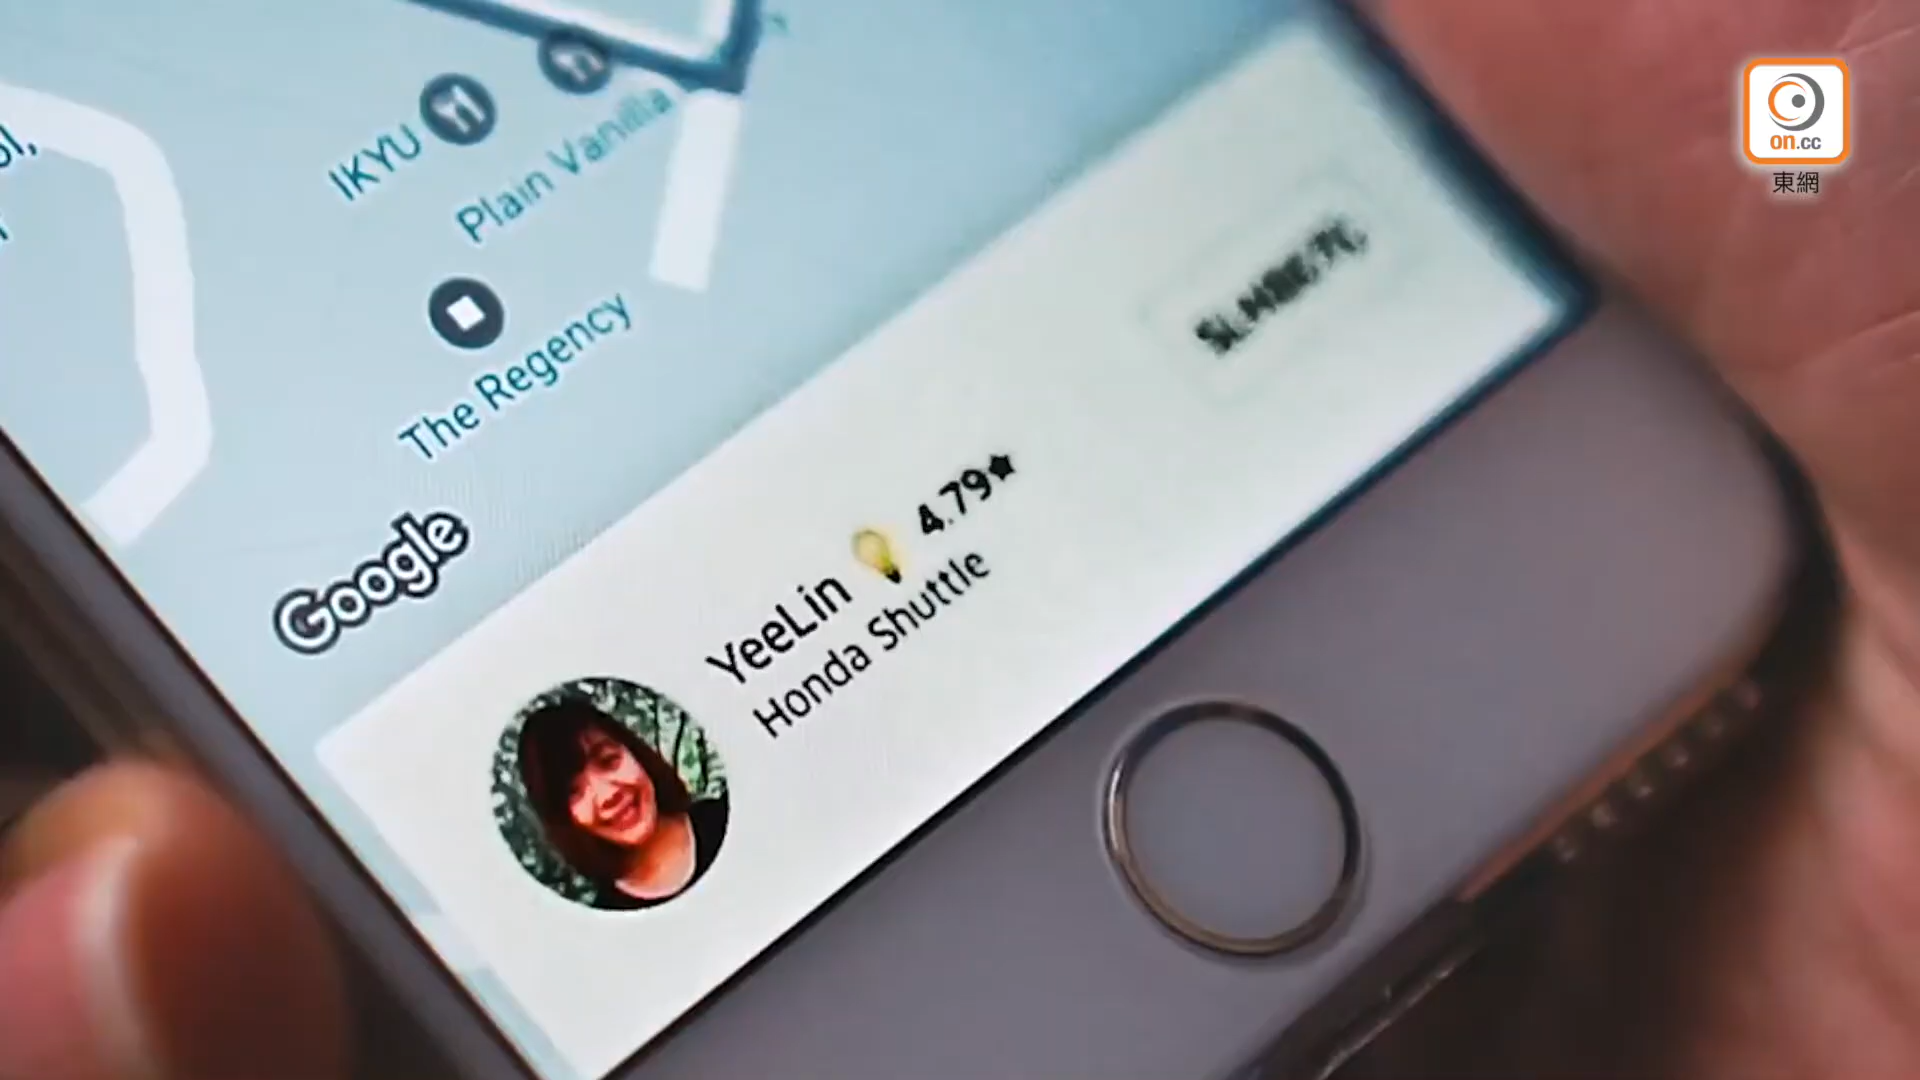 on.cc
東網
IKYU
Plain Vanilla
The Regency
Google
YeeLin 💡 4.79★
Honda Shuttle